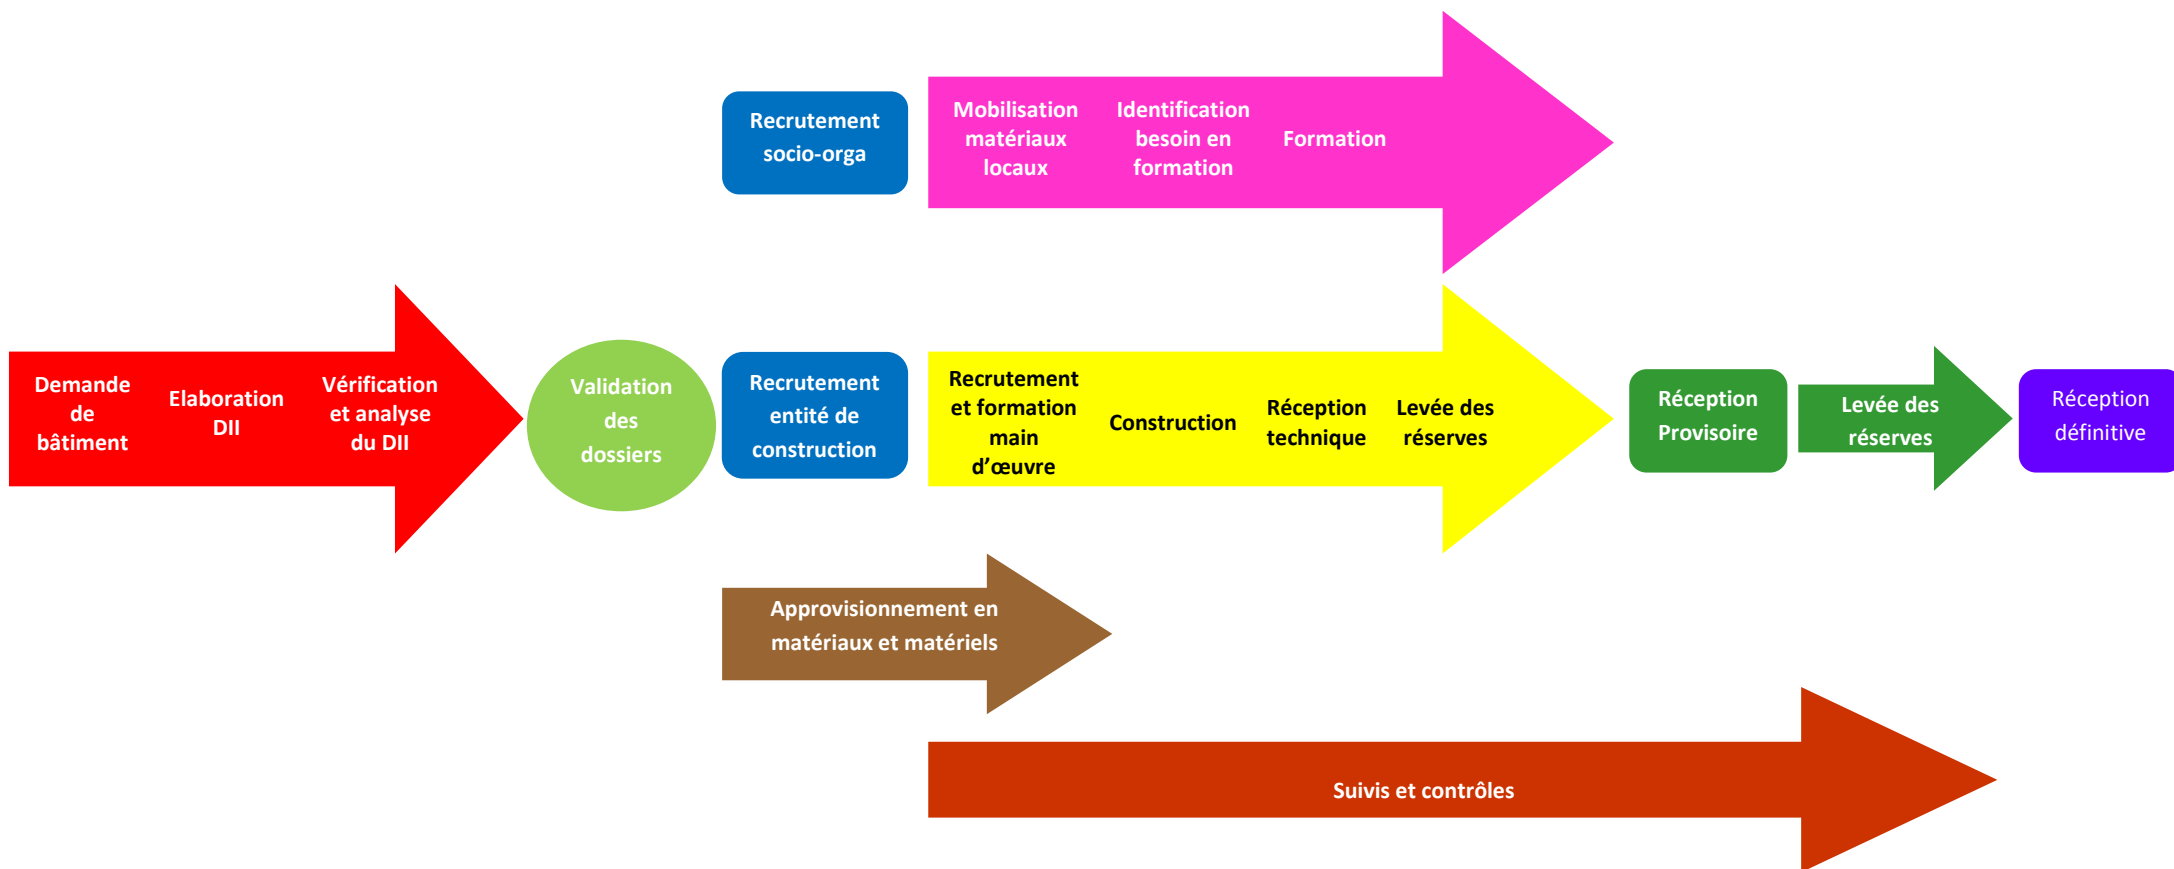 Recrutement
socio-orga
Mobilisation
matériaux
locaux
Identification
besoin en
formation
Formation
Demande
de
bâtiment
Elaboration
DII
Vérification
et analyse
du DII
Validation
des
dossiers
Recrutement
entité de
construction
Recrutement
et formation
main
d’œuvre
Construction
Réception
technique
Levée des
réserves
Réception
Provisoire
Levée des
réserves
Réception
définitive
Approvisionnement en
matériaux et matériels
Suivis et contrôles